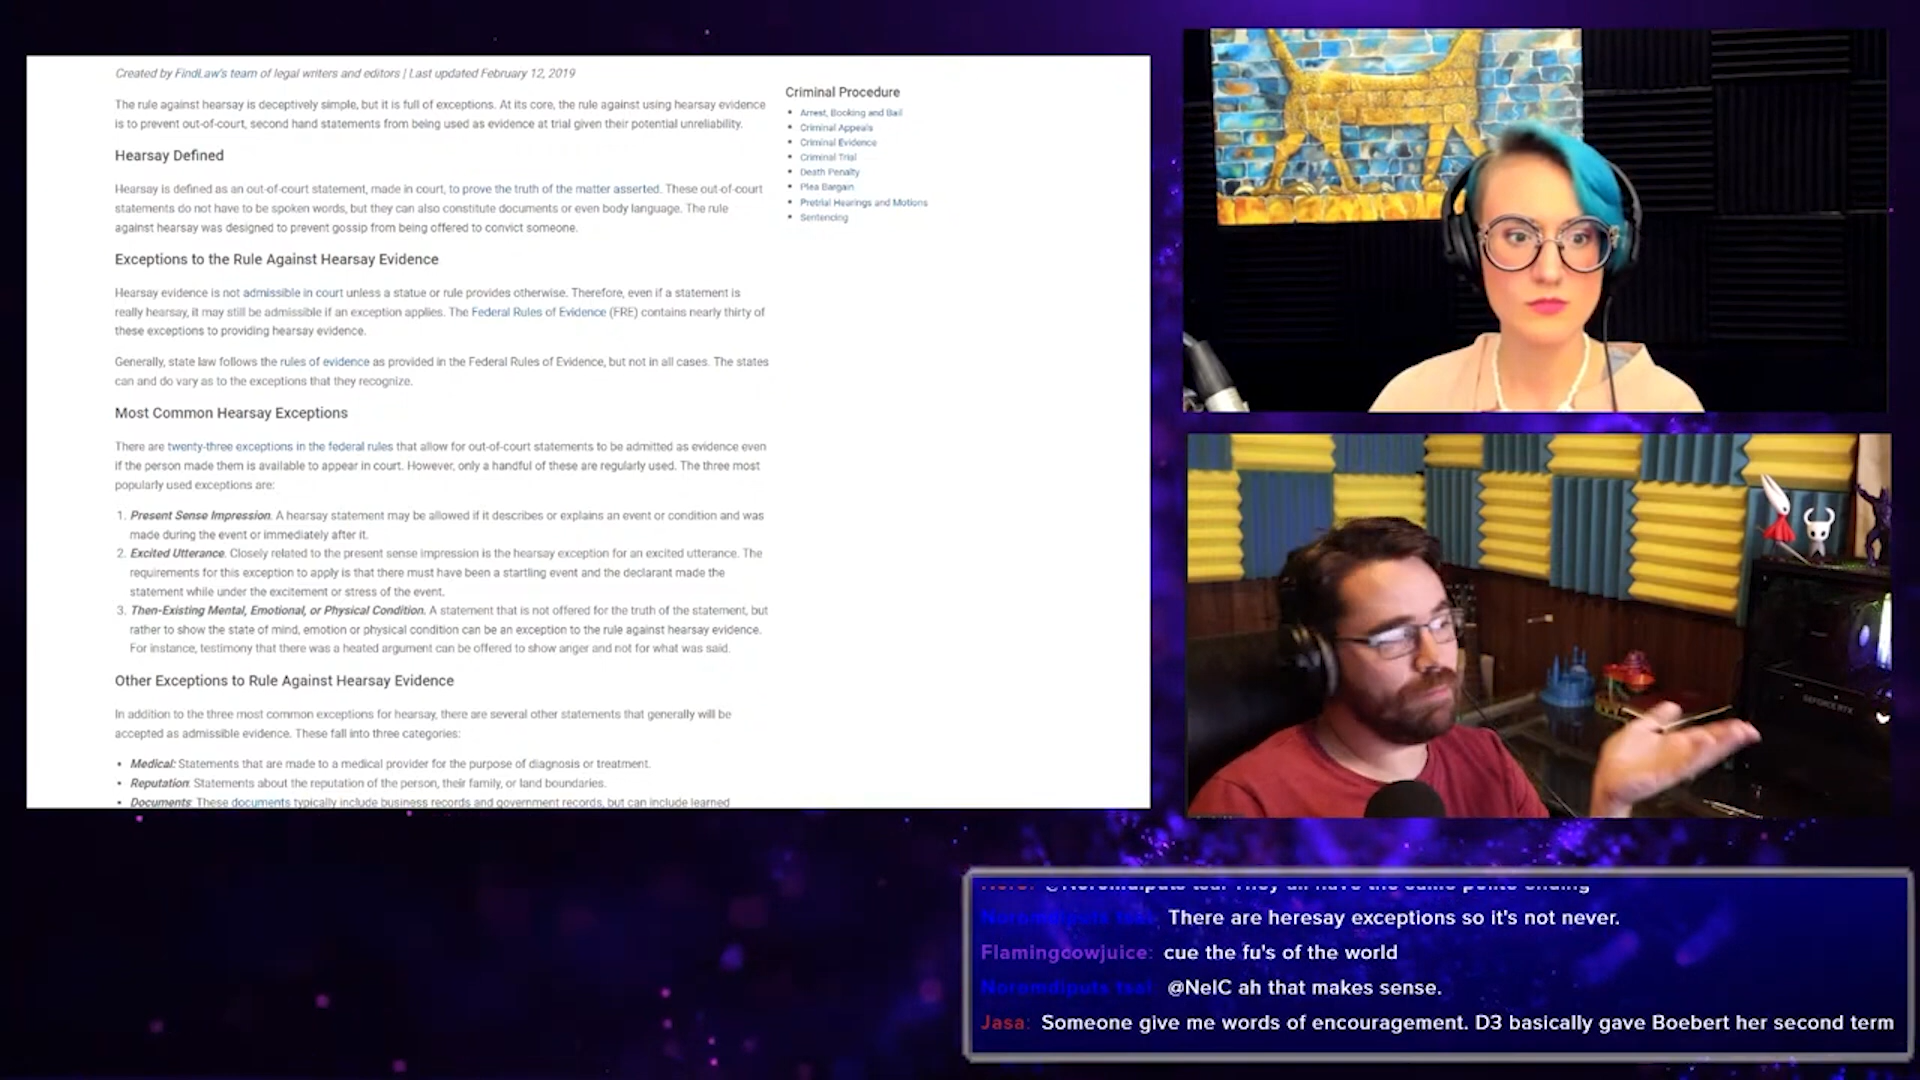 Created by FindLaw's team of legal writers and editors | Last updated February 12, 2019
The rule against hearsay is deceptively simple, but it is full of exceptions. At its core, the rule against using hearsay evidence
is to prevent out-of-court, second hand statements from being used as evidence at trial given their potential unreliability.
Hearsay Defined
Hearsay is defined as an out-of-court statement, made in court, to prove the truth of the matter asserted. These out-of-court
statements do not have to be spoken words, but they can also constitute documents or even body language. The rule
against hearsay was designed to prevent gossip from being offered to convict someone.
Exceptions to the Rule Against Hearsay Evidence
Hearsay evidence is not admissible in court unless a statue or rule provides otherwise. Therefore, even if a statement is
really hearsay, it may still be admissible if an exception applies. The Federal Rules of Evidence (FRE) contains nearly thirty of
these exceptions to providing hearsay evidence.
Generally, state law follows the rules of evidence as provided in the Federal Rules of Evidence, but not in all cases. The states
can and do vary as to the exceptions that they recognize.
Most Common Hearsay Exceptions
There are twenty-three exceptions in the federal rules that allow for out-of-court statements to be admitted as evidence even
if the person made them is available to appear in court. However, only a handful of these are regularly used. The three most
popularly used exceptions are:
1. Present Sense Impression. A hearsay statement may be allowed if it describes or explains an event or condition and was
made during the event or immediately after it.
2. Excited Utterance. Closely related to the present sense impression is the hearsay exception for an excited utterance. The
requirements for this exception to apply is that there must have been a startling event and the declarant made the
statement while under the excitement or stress of the event.
3. Then-Existing Mental, Emotional, or Physical Condition. A statement that is not offered for the truth of the statement, but
rather to show the state of mind, emotion or physical condition can be an exception to the rule against hearsay evidence.
For instance, testimony that there was a heated argument can be offered to show anger and not for what was said.
Other Exceptions to Rule Against Hearsay Evidence
In addition to the three most common exceptions for hearsay, there are several other statements that generally will be
accepted as admissible evidence. These fall into three categories:
• Medical: Statements that are made to a medical provider for the purpose of diagnosis or treatment.
• Reputation: Statements about the reputation of the person, their family, or land boundaries.
• Documents: These documents typically include business records and government records, but can include learned
Criminal Procedure
• Arrest, Booking and Bail
• Criminal Appeals
• Criminal Evidence
• Criminal Trial
• Death Penalty
• Plea Bargain
• Pretrial Hearings and Motions
• Sentencing
GEFORCE RTX
There are heresay exceptions so it's not never.
Flamingcowjuice: cue the fu's of the world
@NelC ah that makes sense.
Jasa: Someone give me words of encouragement. D3 basically gave Boebert her second term